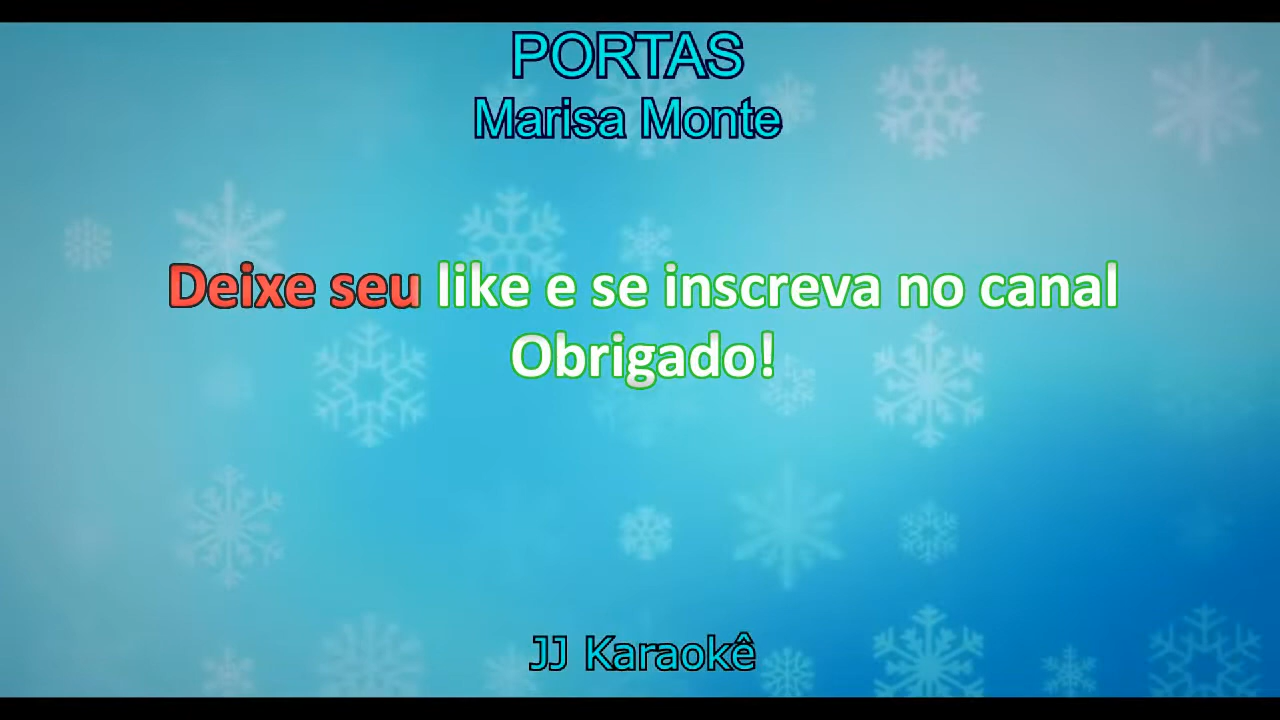 PORTAS
Marisa Monte
Deixe seu like e se inscreva no canal
Obrigado!
JJ Karaokê